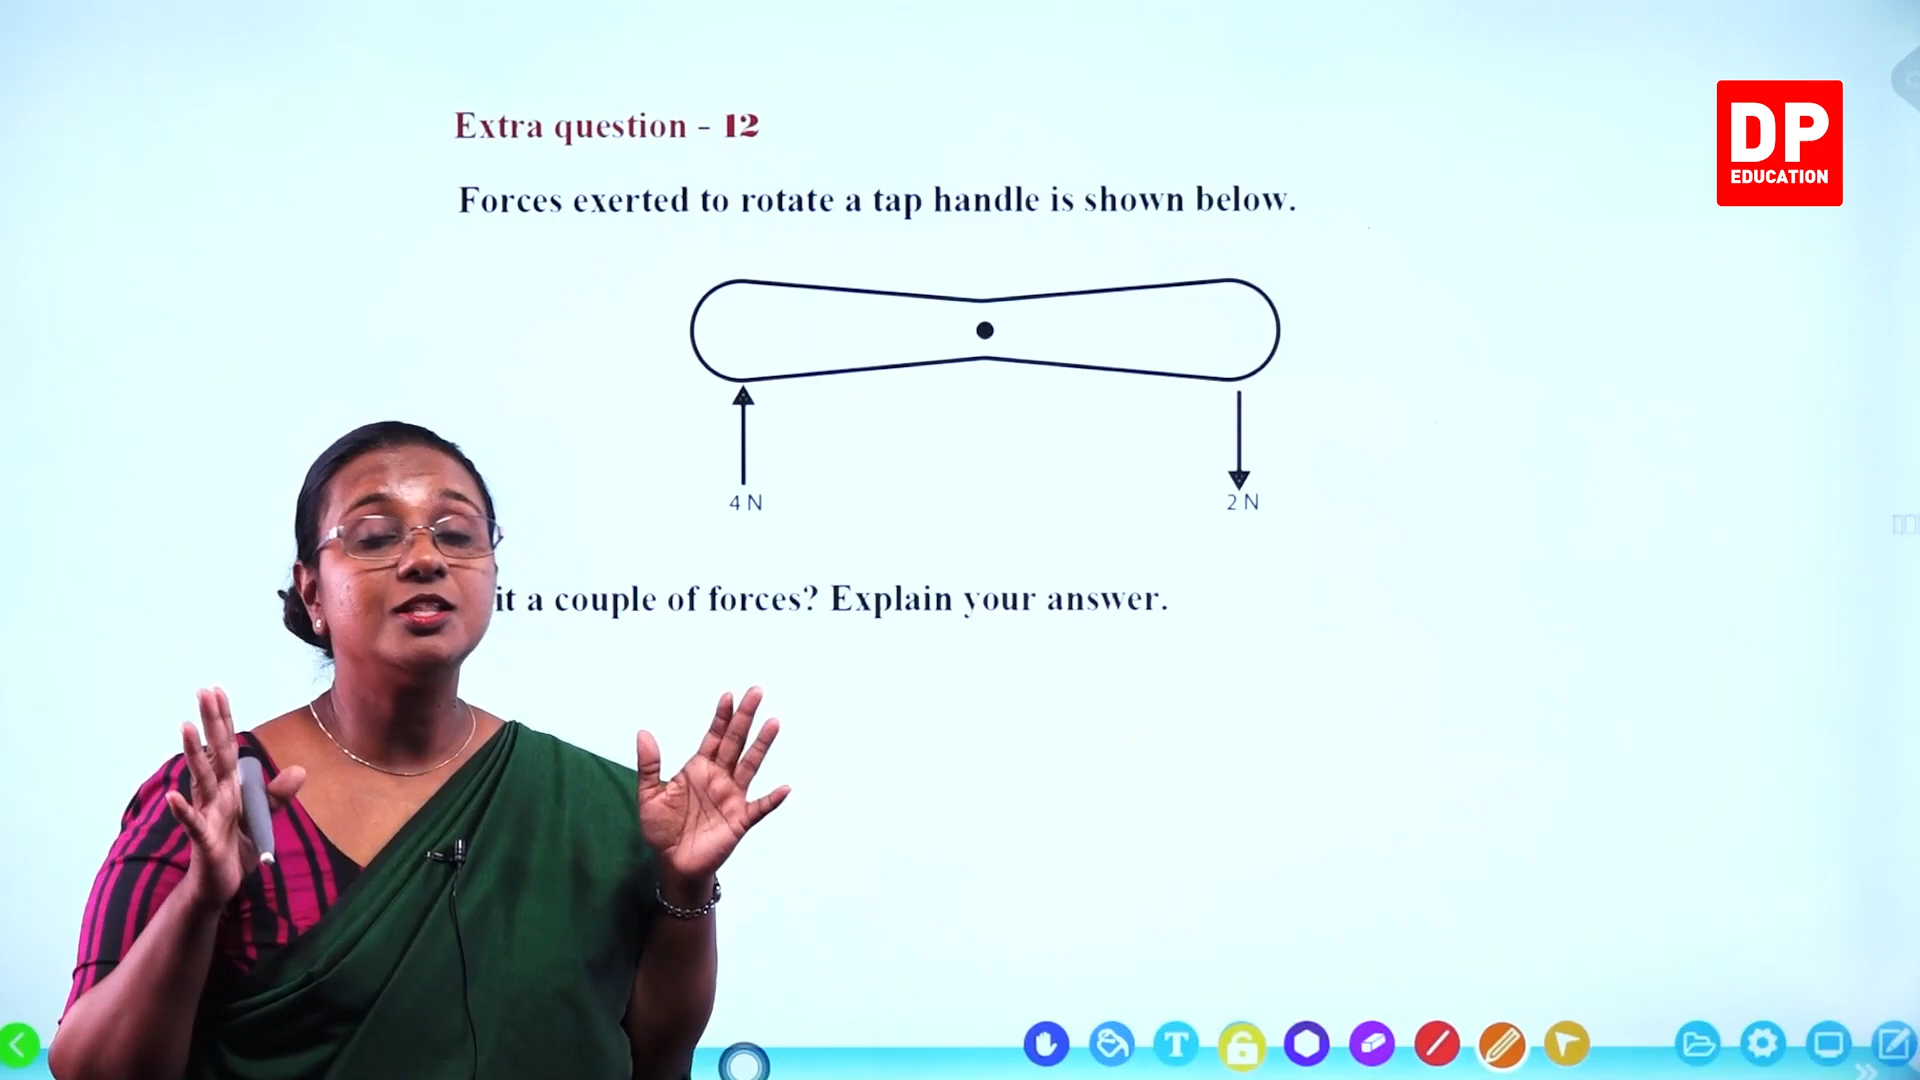 Extra question - 12
DP
EDUCATION
Forces exerted to rotate a tap handle is shown below.
4 N
2 N
it a couple of forces? Explain your answer.
T